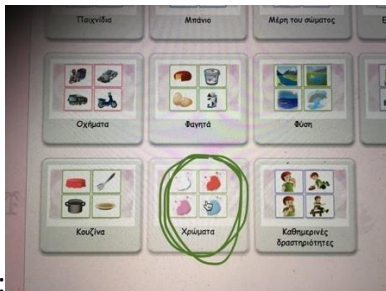 Παιχνίδια
Μπάνιο
Μέρη του σώματος
Οχήματα
Φαγητά
Φύση
Κουζίνα
Χρώματα
Καθημερινές
δραστηριότητες